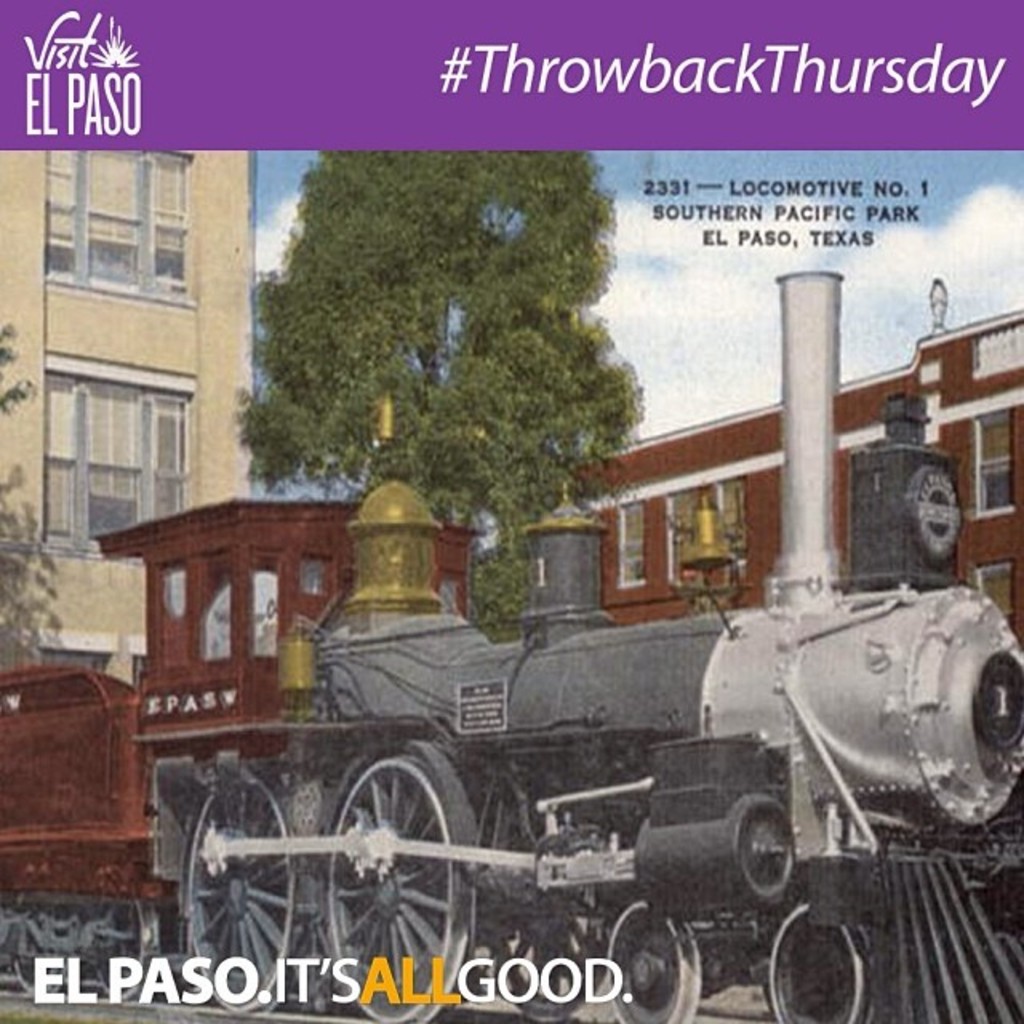 Visit
EL PASO
#ThrowbackThursday
2331 — LOCOMOTIVE NO. 1
SOUTHERN PACIFIC PARK
EL PASO, TEXAS
1
1
W
EPASW
EL PASO.IT'SALLGOOD.